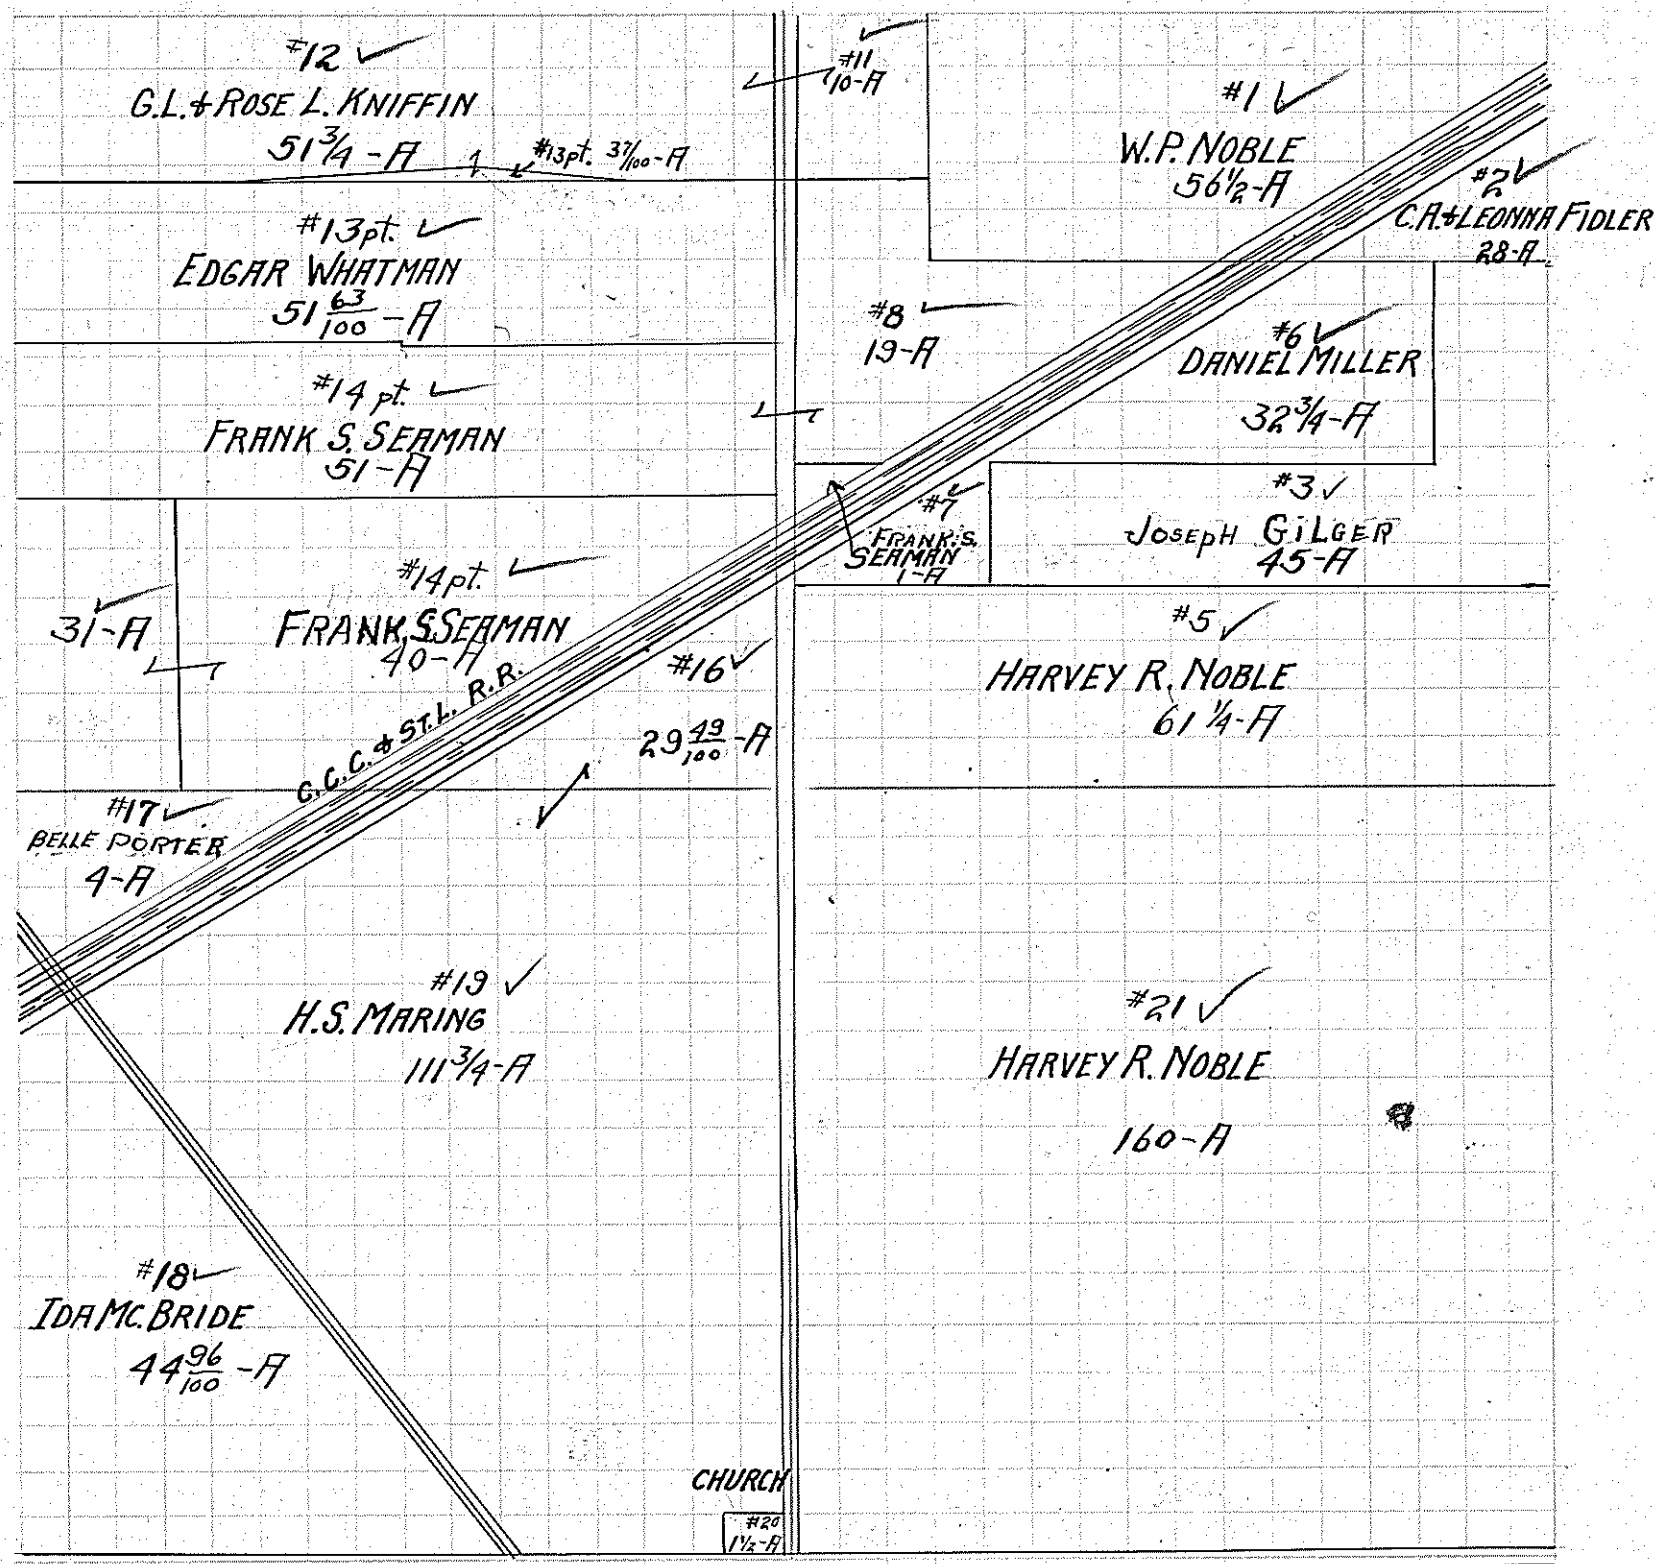 #12
G.L. & ROSE L. KNIFFIN
51 3/4 - A
#13pt. 37/100 - A
#11
10-A
#1
W.P. NOBLE
56 1/2-A
#2
C.A. & LEONNA FIDLER
28-A
#13pt.
EDGAR WHATMAN
51 63/100 - A
#8
19-A
#6
DANIEL MILLER
32 3/4-A
#14 pt.
FRANK S. SEAMAN
51-A
#7
FRANK S.
SEAMAN
1-A
#3
JOSEPH GILGER
45-A
31-A
#14pt.
FRANK S. SEAMAN
40-A
C.C.C. & ST.L. R.R.
#16
29 49/100 -A
#5
HARVEY R. NOBLE
61 1/4-A
#17
BELLE PORTER
4-A
#19
H.S. MARING
111 3/4-A
#21
HARVEY R. NOBLE
160-A
#18
IDA MC. BRIDE
44 96/100 -A
CHURCH
#20
1 1/2-A